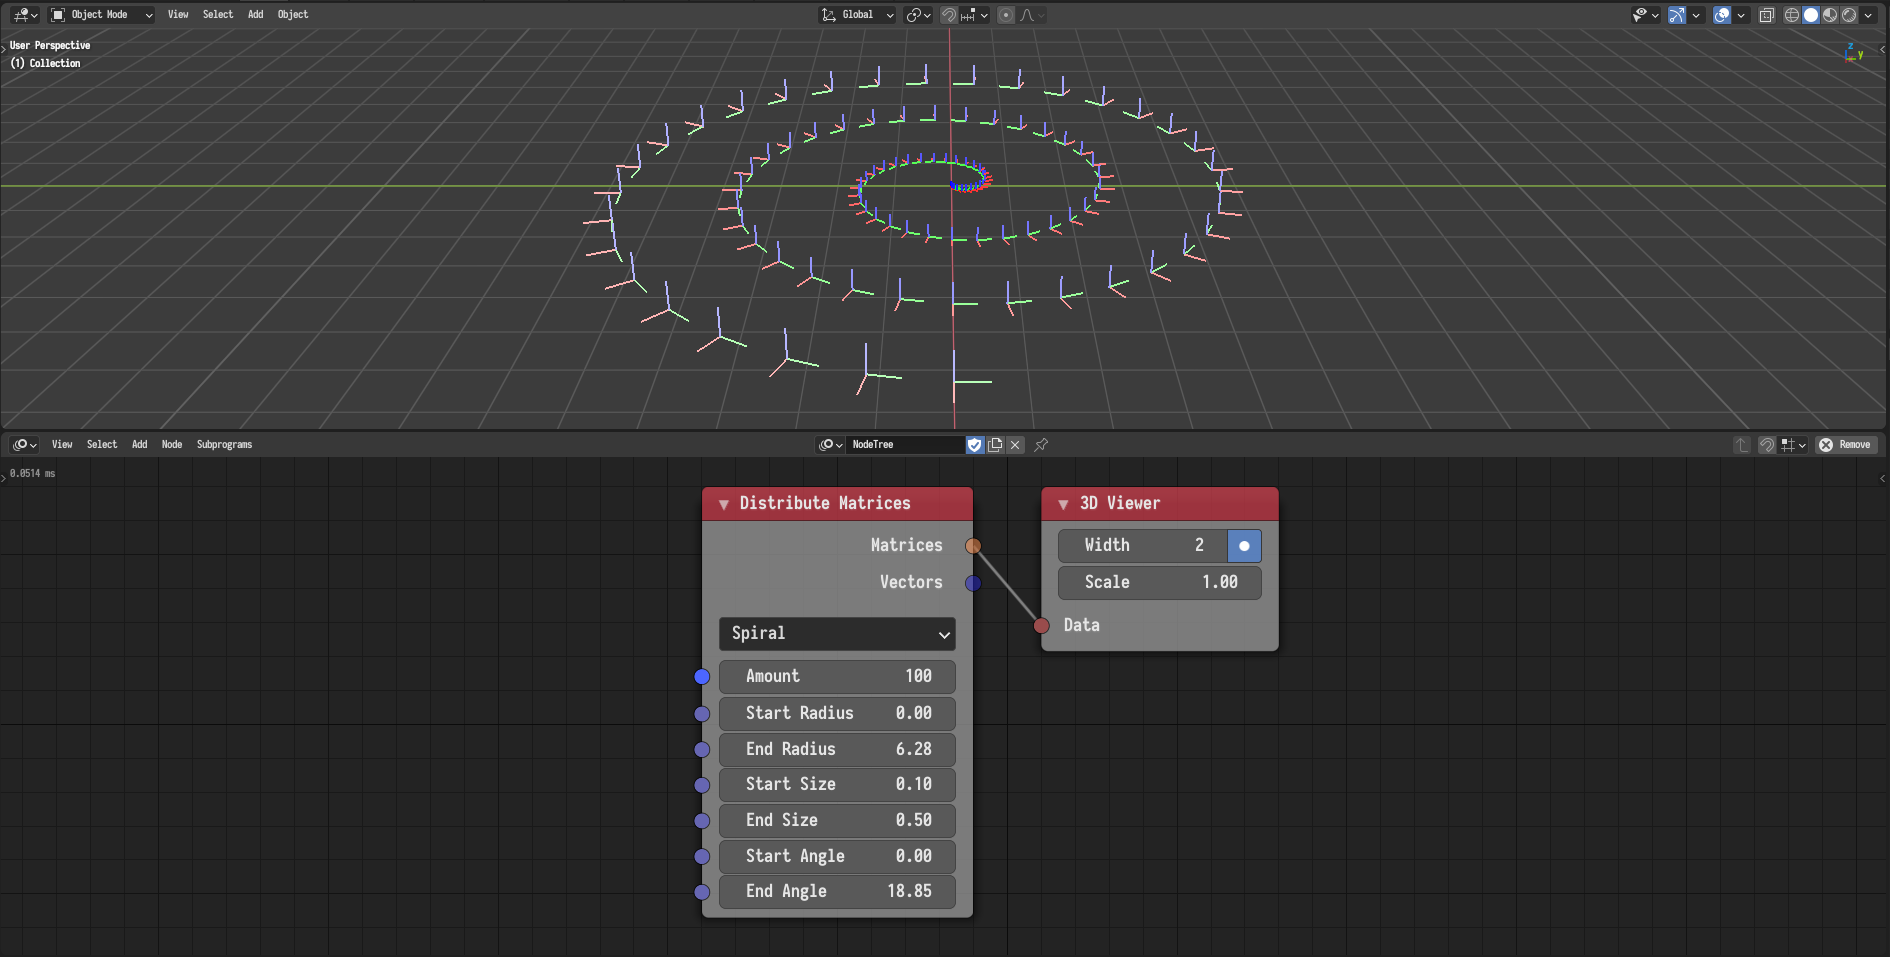 Object Mode View Select Add Object Global
User Perspective
(1) Collection
z
y
View Select Add Node Subprograms NodeTree Remove
0.0514 ms
Distribute Matrices
Matrices
Vectors
Spiral
Amount 100
Start Radius 0.00
End Radius 6.28
Start Size 0.10
End Size 0.50
Start Angle 0.00
End Angle 18.85
3D Viewer
Width 2
Scale 1.00
Data